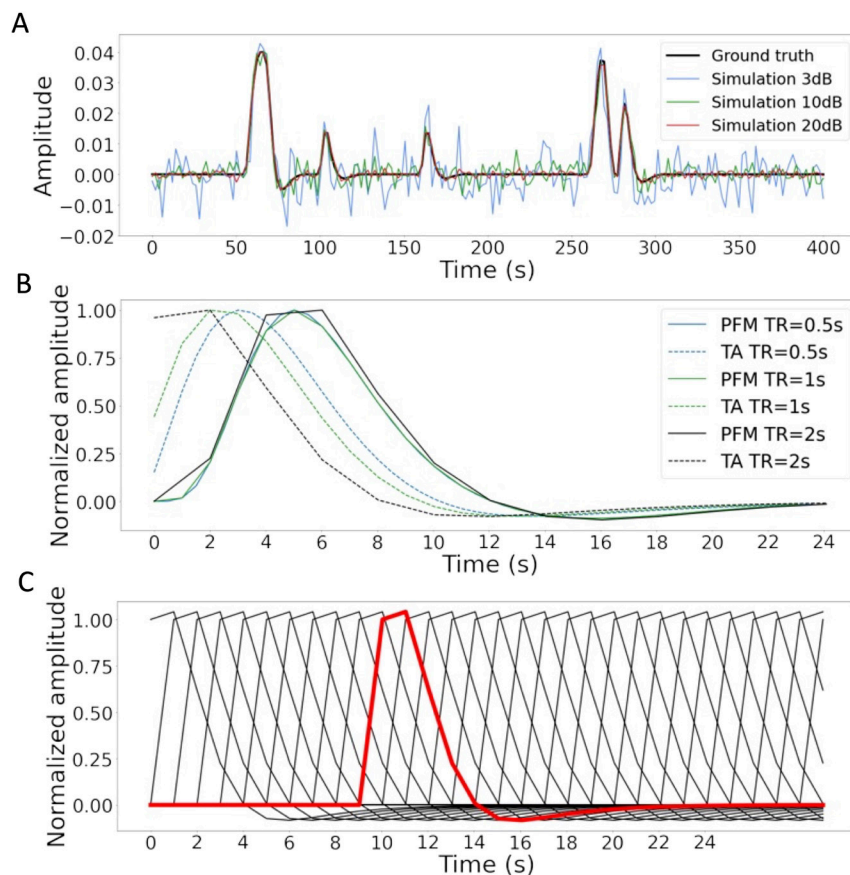 A
Amplitude
0.04
0.03
0.02
0.01
0.00
−0.01
−0.02
Ground truth
Simulation 3dB
Simulation 10dB
Simulation 20dB
0 50 100 150 200 250 300 350 400
Time (s)
B
Normalized amplitude
1.00
0.75
0.50
0.25
0.00
PFM TR=0.5s
TA TR=0.5s
PFM TR=1s
TA TR=1s
PFM TR=2s
TA TR=2s
0 2 4 6 8 10 12 14 16 18 20 22 24
Time (s)
C
Normalized amplitude
1.00
0.75
0.50
0.25
0.00
0 2 4 6 8 10 12 14 16 18 20 22 24
Time (s)